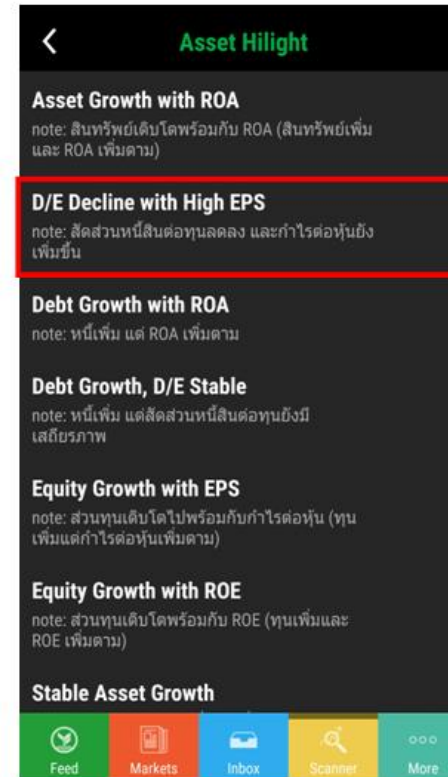 Asset Hilight
Asset Growth with ROA
note: สินทรัพย์เติบโตพร้อมกับ ROA (สินทรัพย์เพิ่ม
และ ROA เพิ่มตาม)
D/E Decline with High EPS
note: สัดส่วนหนี้สินต่อทุนลดลง และกำไรต่อหุ้นยัง
เพิ่มขึ้น
Debt Growth with ROA
note: หนี้เพิ่ม แต่ ROA เพิ่มตาม
Debt Growth, D/E Stable
note: หนี้เพิ่ม แต่สัดส่วนหนี้สินต่อทุนยังมี
เสถียรภาพ
Equity Growth with EPS
note: ส่วนทุนเติบโตไปพร้อมกับกำไรต่อหุ้น (ทุน
เพิ่มแต่กำไรต่อหุ้นเพิ่มตาม)
Equity Growth with ROE
note: ส่วนทุนเติบโตพร้อมกับ ROE (ทุนเพิ่มและ
ROE เพิ่มตาม)
Stable Asset Growth
Feed Markets Inbox Scanner More